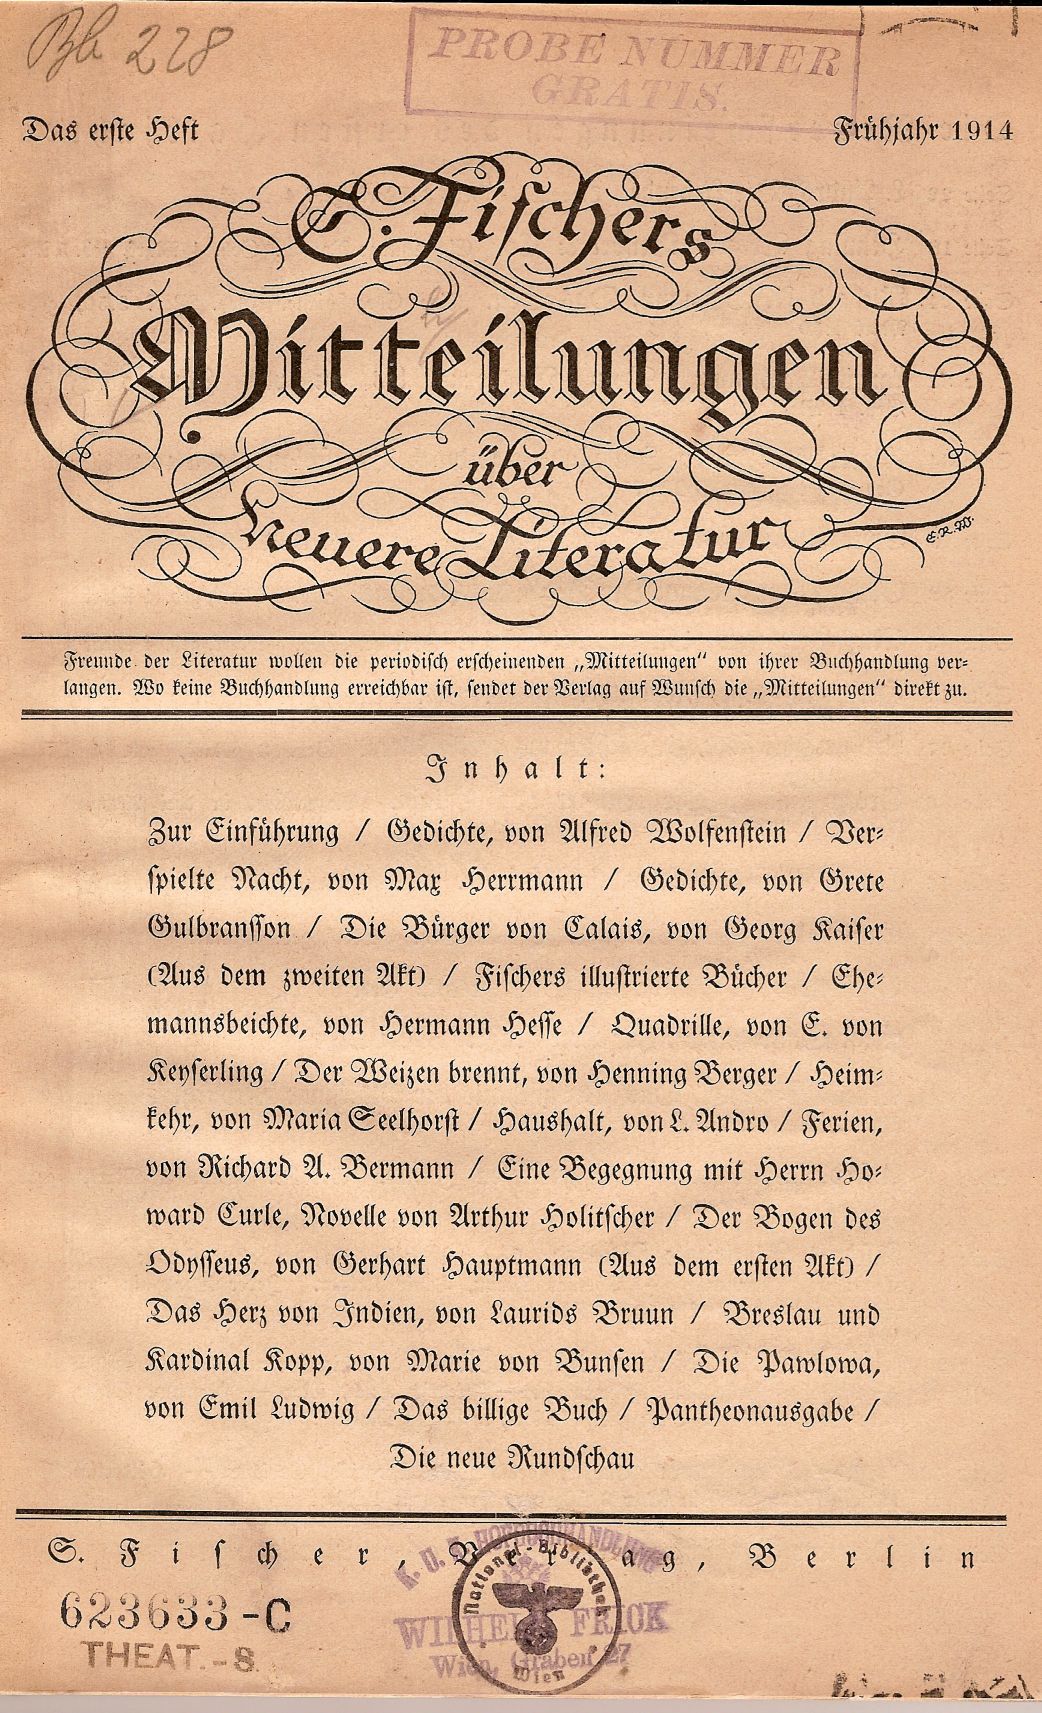 Bb 228
PROBE NUMMER
GRATIS.
Das erste Heft
Frühjahr 1914
S. Fischers
Mitteilungen
über
neuere Literatur
E.R.W.
Freunde der Literatur wollen die periodisch erscheinenden „Mitteilungen“ von ihrer Buchhandlung ver-
langen. Wo keine Buchhandlung erreichbar ist, sendet der Verlag auf Wunsch die „Mitteilungen“ direkt zu.
Inhalt:
Zur Einführung / Gedichte, von Alfred Wolfenstein / Ver-
spielte Nacht, von Max Herrmann / Gedichte, von Grete
Gulbransson / Die Bürger von Calais, von Georg Kaiser
(Aus dem zweiten Akt) / Fischers illustrierte Bücher / Ehe-
mannsbeichte, von Hermann Hesse / Quadrille, von E. von
Keyserling / Der Weizen brennt, von Henning Berger / Heim-
kehr, von Maria Seelhorst / Haushalt, von L. Andro / Ferien,
von Richard A. Bermann / Eine Begegnung mit Herrn Ho-
ward Curle, Novelle von Arthur Holitscher / Der Bogen des
Odysseus, von Gerhart Hauptmann (Aus dem ersten Akt) /
Das Herz von Indien, von Laurids Bruun / Breslau und
Kardinal Kopp, von Marie von Bunsen / Die Pawlowa,
von Emil Ludwig / Das billige Buch / Pantheonausgabe /
Die neue Rundschau
S. Fischer, Verlag, Berlin
K. U. K. HOFBUCHHANDLUNG
WILHELM FRICK
Wien, Graben 27
National-Bibliothek
Wien
623633-C
THEAT.-S.